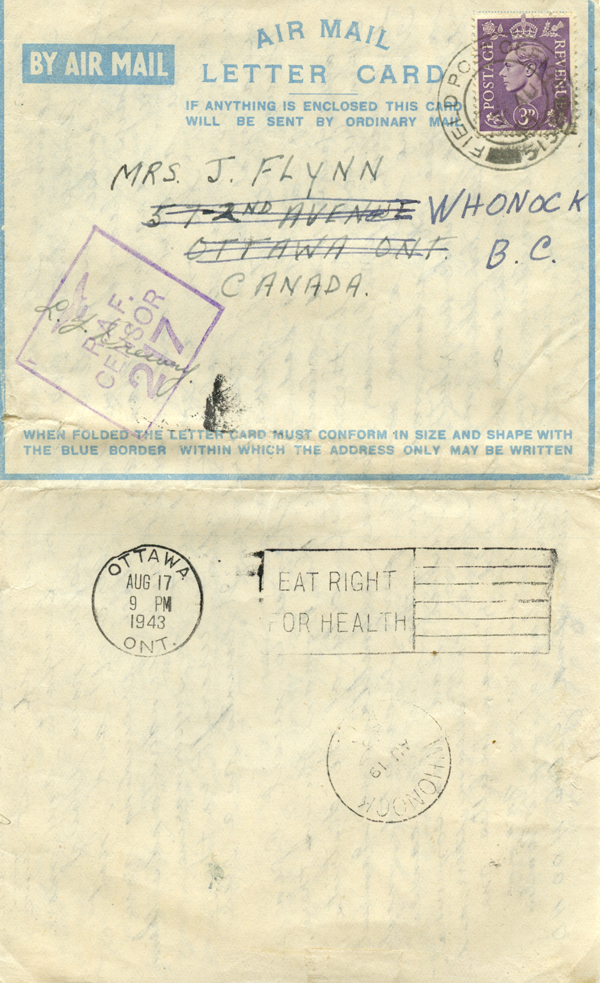 BY AIR MAIL
AIR MAIL
LETTER CARD
IF ANYTHING IS ENCLOSED THIS CARD
WILL BE SENT BY ORDINARY MAIL
POSTAGE REVENUE
3D
FIELD POST
MRS. J. FLYNN
57-2ND AVENUE WHONOCK
OTTAWA ONT. B.C.
CANADA.
R.A.F.
CENSOR
217
WHEN FOLDED THE LETTER CARD MUST CONFORM IN SIZE AND SHAPE WITH
THE BLUE BORDER WITHIN WHICH THE ADDRESS ONLY MAY BE WRITTEN
OTTAWA
AUG 17
9 PM
1943
ONT.
EAT RIGHT
FOR HEALTH
AU 19
WHONOCK